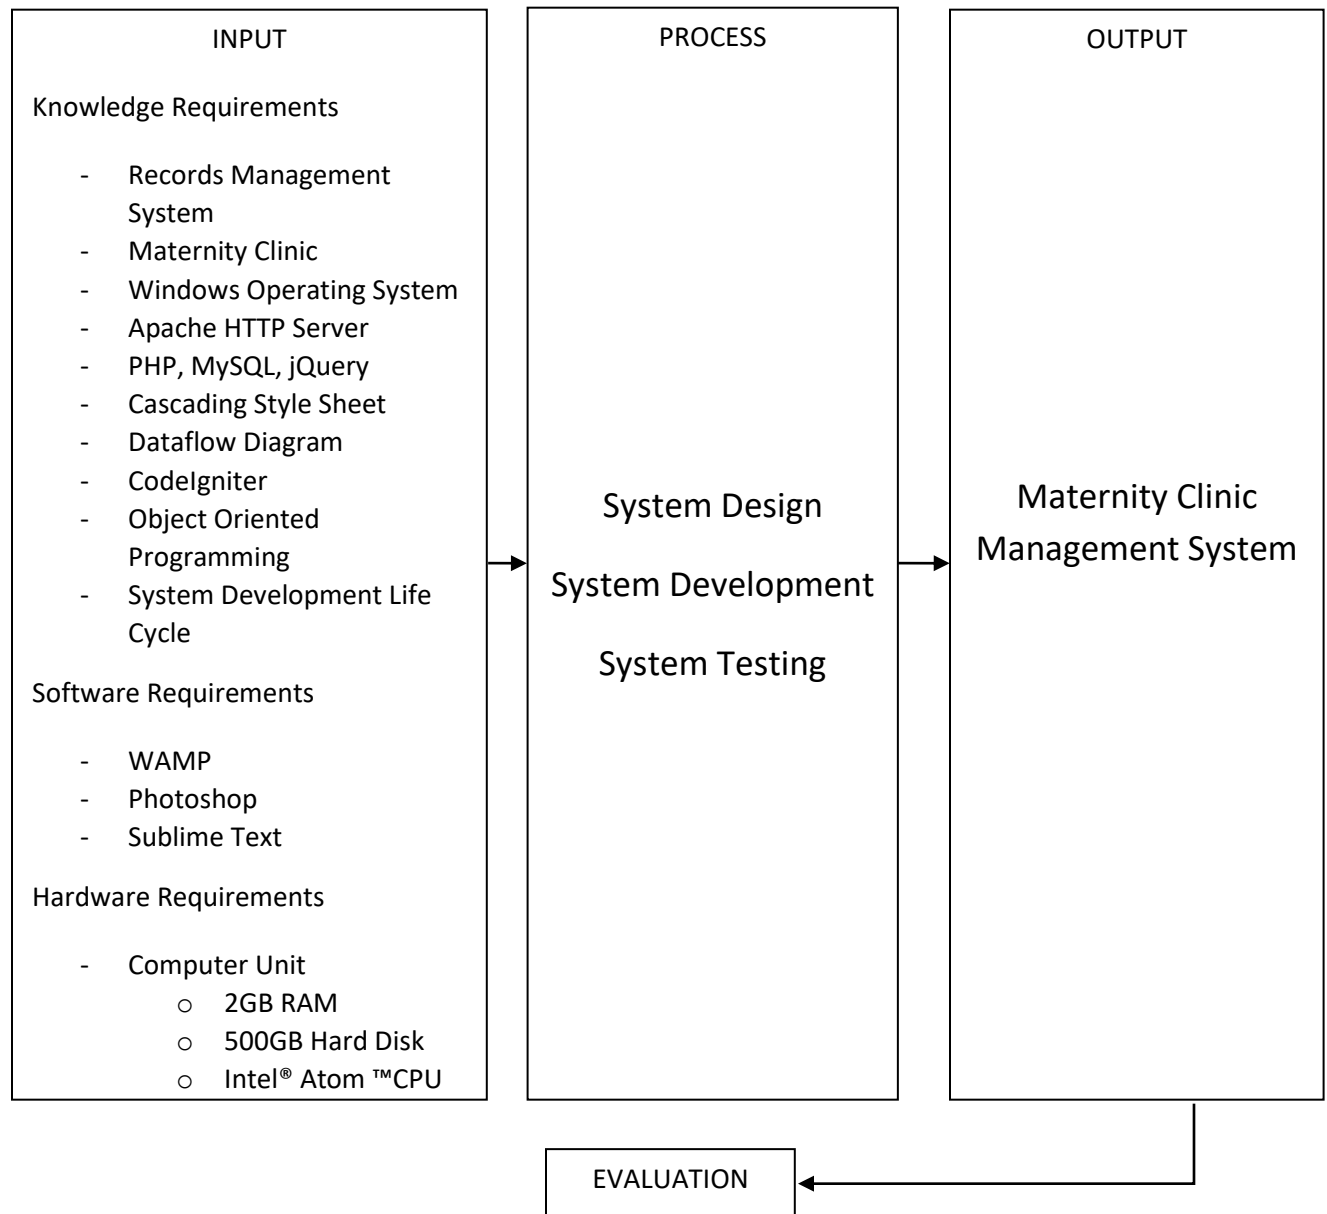 INPUT
Knowledge Requirements
- Records Management
System
- Maternity Clinic
- Windows Operating System
- Apache HTTP Server
- PHP, MySQL, jQuery
- Cascading Style Sheet
- Dataflow Diagram
- CodeIgniter
- Object Oriented
Programming
- System Development Life
Cycle
Software Requirements
- WAMP
- Photoshop
- Sublime Text
Hardware Requirements
- Computer Unit
o 2GB RAM
o 500GB Hard Disk
o Intel® Atom ™CPU
PROCESS
System Design
System Development
System Testing
OUTPUT
Maternity Clinic
Management System
EVALUATION